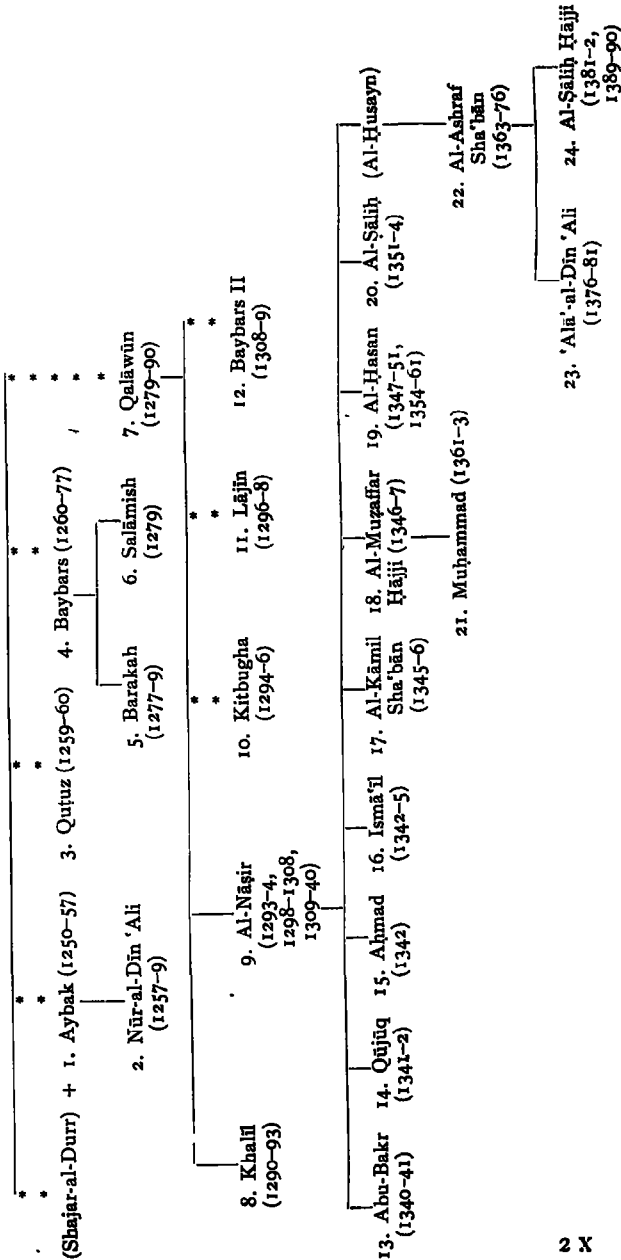 (Shajar-al-Durr) + 1. Aybak (1250–57)
3. Quṭuz (1259–60)
4. Baybars (1260–77)
7. Qalāwūn
(1279–90)
2. Nūr-al-Dīn ʻAli
(1257–9)
5. Barakah
(1277–9)
6. Salāmish
(1279)
8. Khalīl
(1290–93)
9. Al-Nāṣir
(1293–4,
1298–1308,
1309–40)
10. Kitbugha
(1294–6)
11. Lājīn
(1296–8)
12. Baybars II
(1308–9)
13. Abu-Bakr
(1340–41)
14. Qūjūq
(1341–2)
15. Aḥmad
(1342)
16. Ismāʻīl
(1342–5)
17. Al-Kāmil
Shaʻbān
(1345–6)
18. Al-Muẓaffar
Ḥājji (1346–7)
19. Al-Ḥasan
(1347–51,
1354–61)
20. Al-Ṣāliḥ
(1351–4)
(Al-Ḥusayn)
21. Muḥammad (1361–3)
22. Al-Ashraf
Shaʻbān
(1363–76)
23. ʻAlāʼ-al-Dīn ʻAli
(1376–81)
24. Al-Ṣāliḥ Ḥājji
(1381–2,
1389–90)
2 X